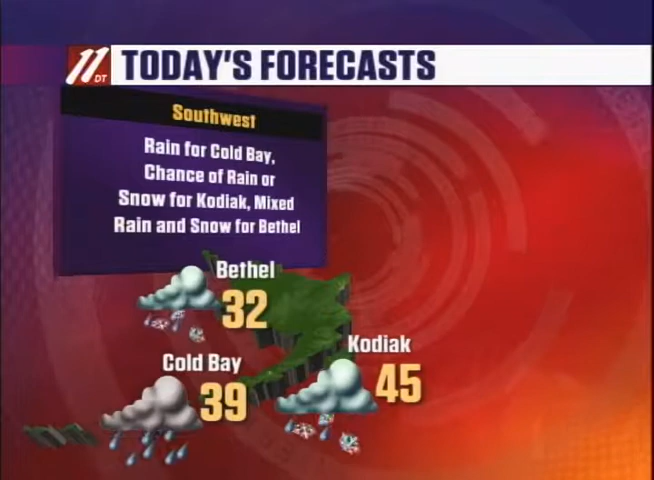 11 DT TODAY'S FORECASTS
Southwest
Rain for Cold Bay,
Chance of Rain or
Snow for Kodiak, Mixed
Rain and Snow for Bethel
Bethel
32
Kodiak
45
Cold Bay
39